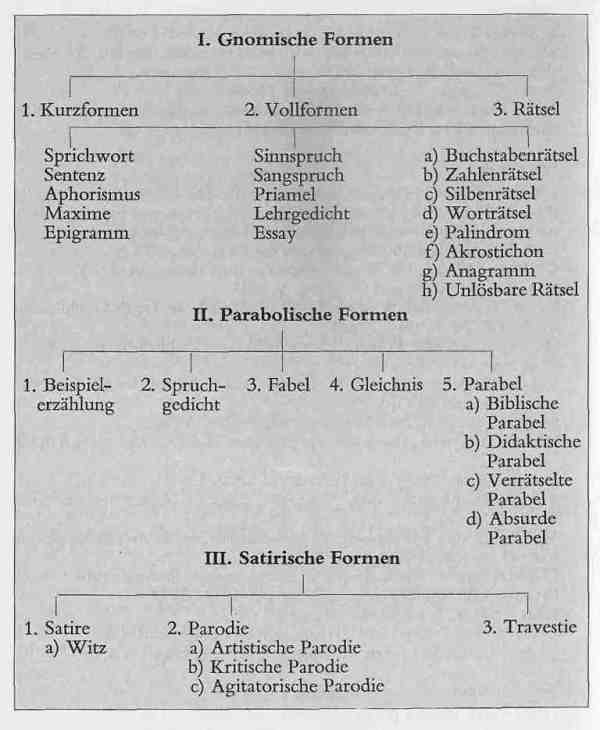 I. Gnomische Formen
1. Kurzformen 2. Vollformen 3. Rätsel
Sprichwort Sinnspruch a) Buchstabenrätsel
Sentenz Sangspruch b) Zahlenrätsel
Aphorismus Priamel c) Silbenrätsel
Maxime Lehrgedicht d) Worträtsel
Epigramm Essay e) Palindrom
f) Akrostichon
g) Anagramm
h) Unlösbare Rätsel
II. Parabolische Formen
1. Beispiel- 2. Spruch- 3. Fabel 4. Gleichnis 5. Parabel
erzählung gedicht a) Biblische
Parabel
b) Didaktische
Parabel
c) Verrätselte
Parabel
d) Absurde
Parabel
III. Satirische Formen
1. Satire 2. Parodie 3. Travestie
a) Witz a) Artistische Parodie
b) Kritische Parodie
c) Agitatorische Parodie